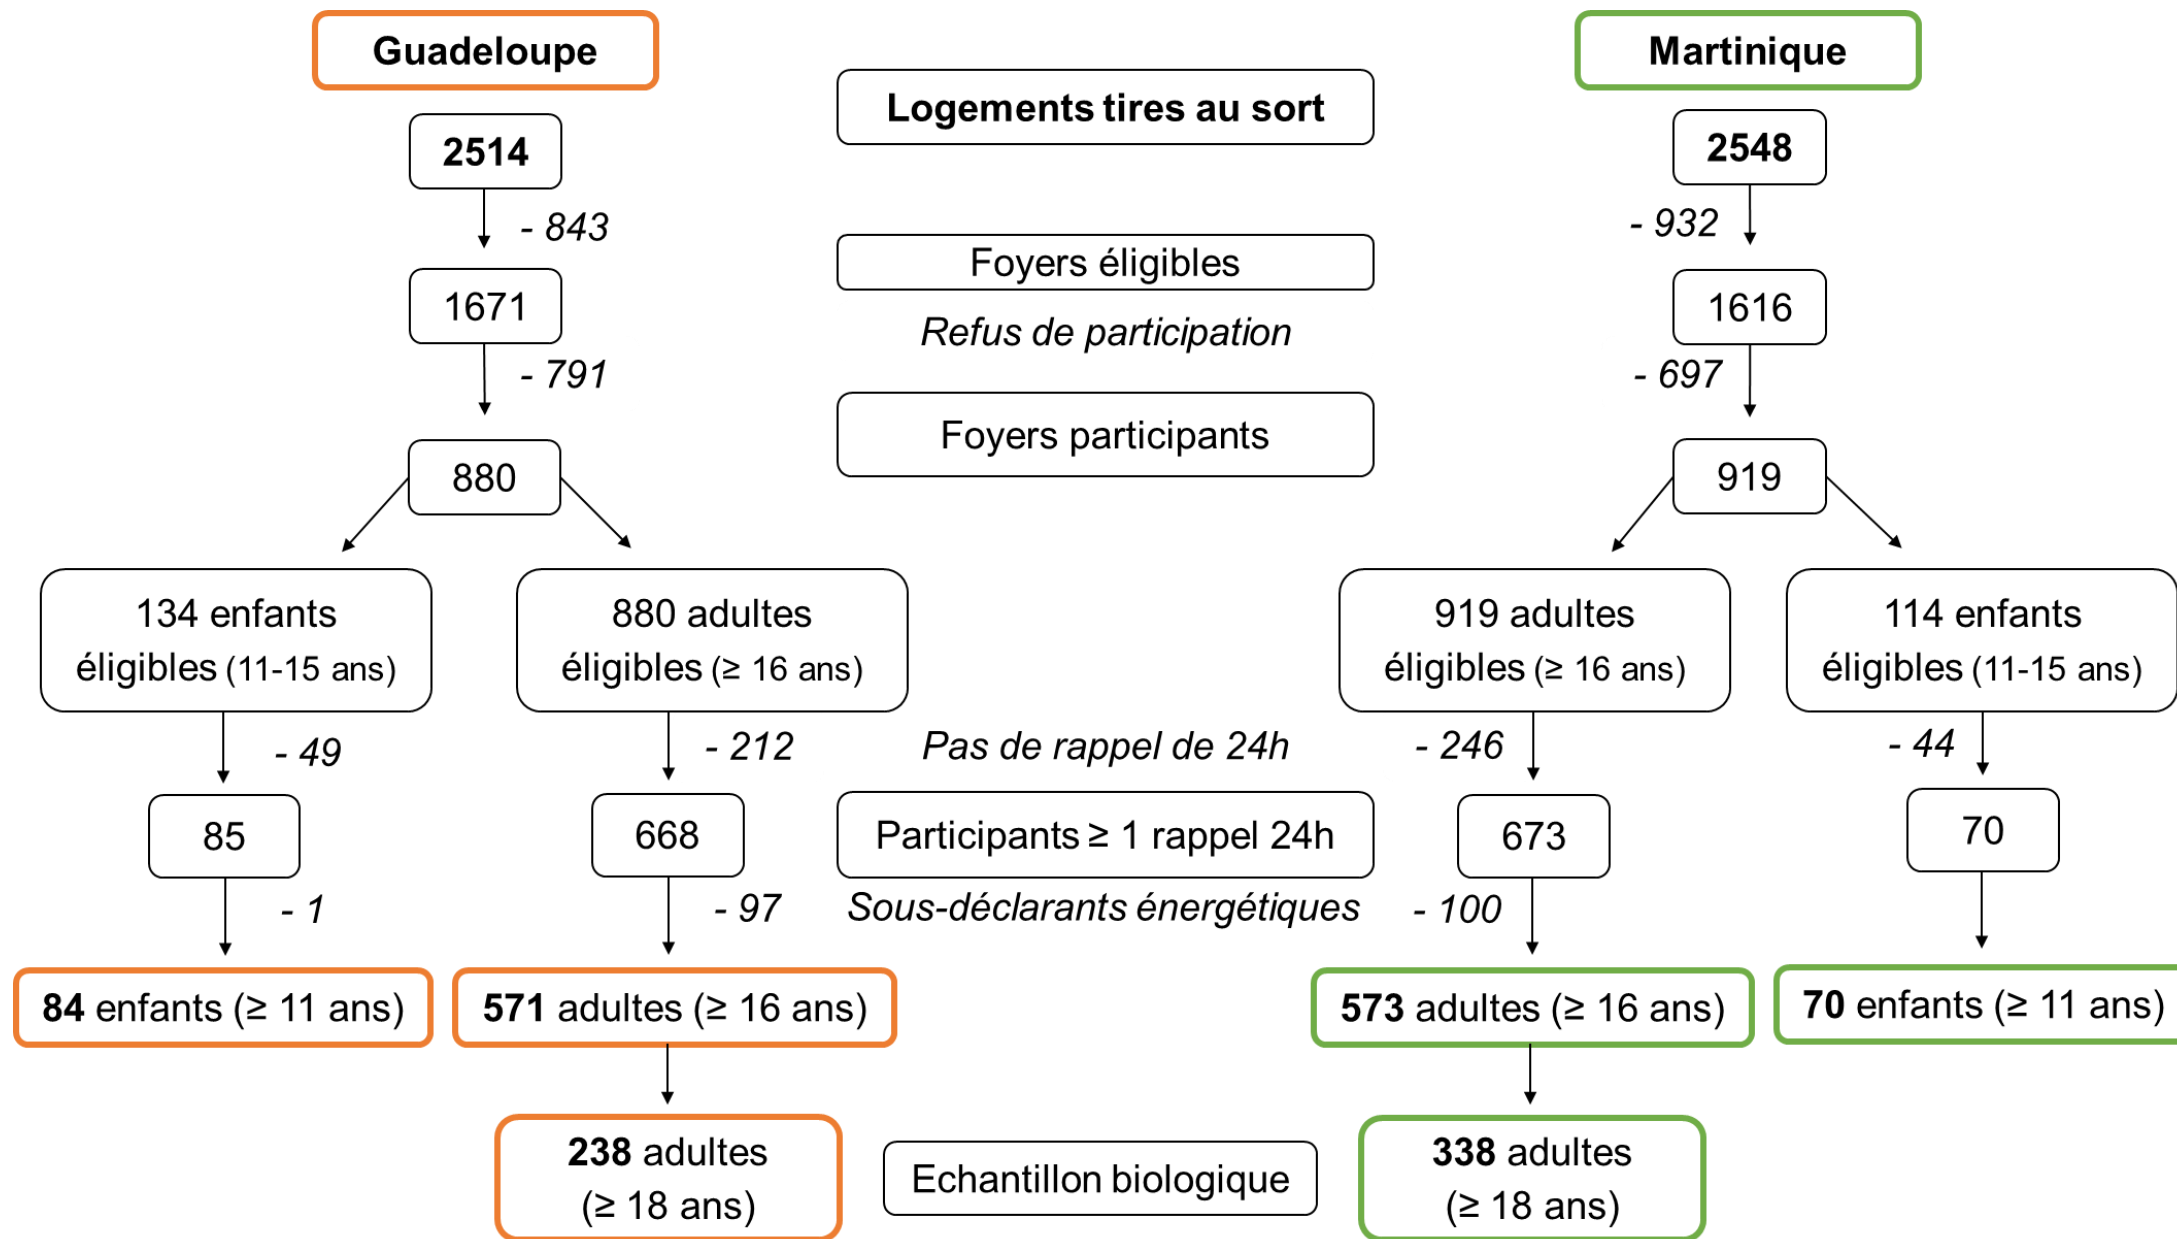 Guadeloupe
Martinique
Logements tires au sort
2514
2548
- 843
- 932
Foyers éligibles
1671
1616
Refus de participation
- 791
- 697
Foyers participants
880
919
134 enfants
éligibles (11-15 ans)
880 adultes
éligibles (≥ 16 ans)
919 adultes
éligibles (≥ 16 ans)
114 enfants
éligibles (11-15 ans)
- 49
- 212
Pas de rappel de 24h
- 246
- 44
85
668
Participants ≥ 1 rappel 24h
673
70
- 1
- 97
Sous-déclarants énergétiques
- 100
84 enfants (≥ 11 ans)
571 adultes (≥ 16 ans)
573 adultes (≥ 16 ans)
70 enfants (≥ 11 ans)
238 adultes
(≥ 18 ans)
Echantillon biologique
338 adultes
(≥ 18 ans)